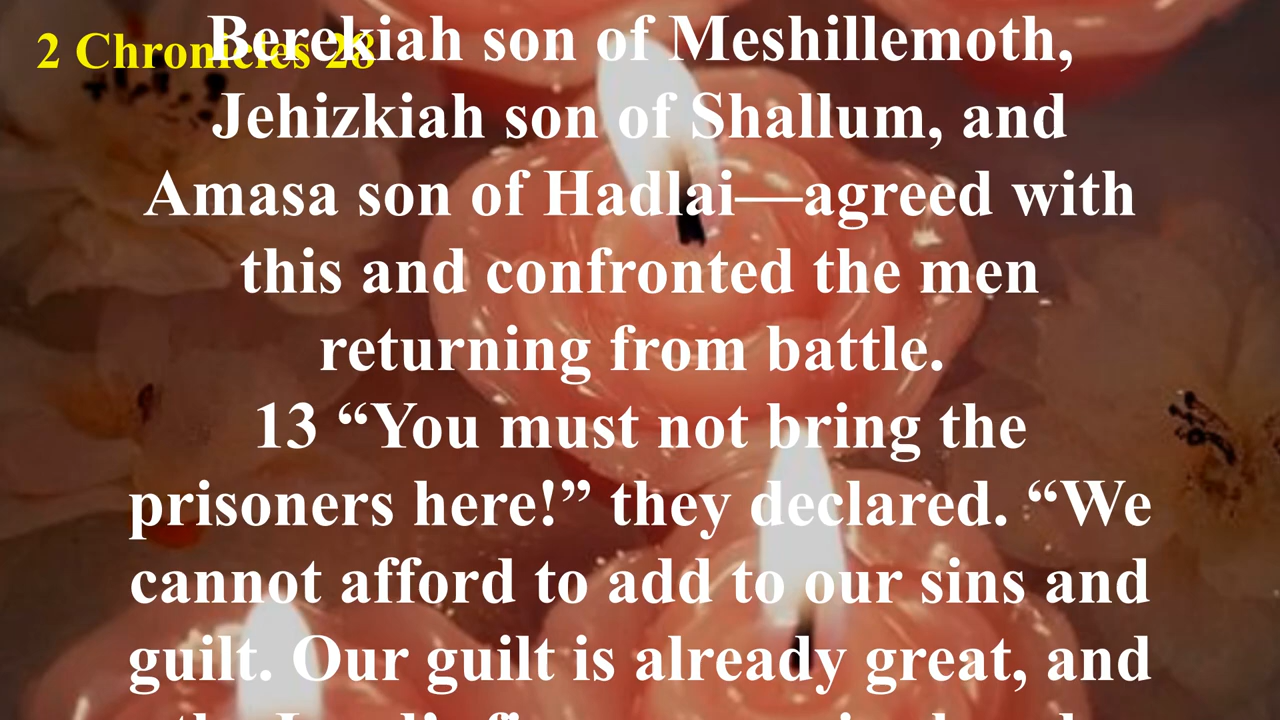 2 Chronicles 28
Berekiah son of Meshillemoth,
Jehizkiah son of Shallum, and
Amasa son of Hadlai—agreed with
this and confronted the men
returning from battle.
13 “You must not bring the
prisoners here!” they declared. “We
cannot afford to add to our sins and
guilt. Our guilt is already great, and